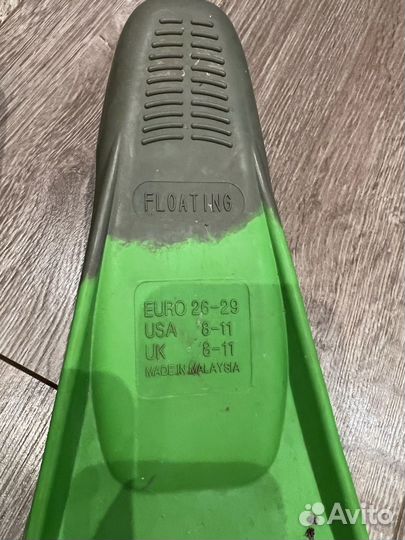 FLOATING
EURO 26-29
USA 8-11
UK 8-11
MADE IN MALAYSIA
Avito